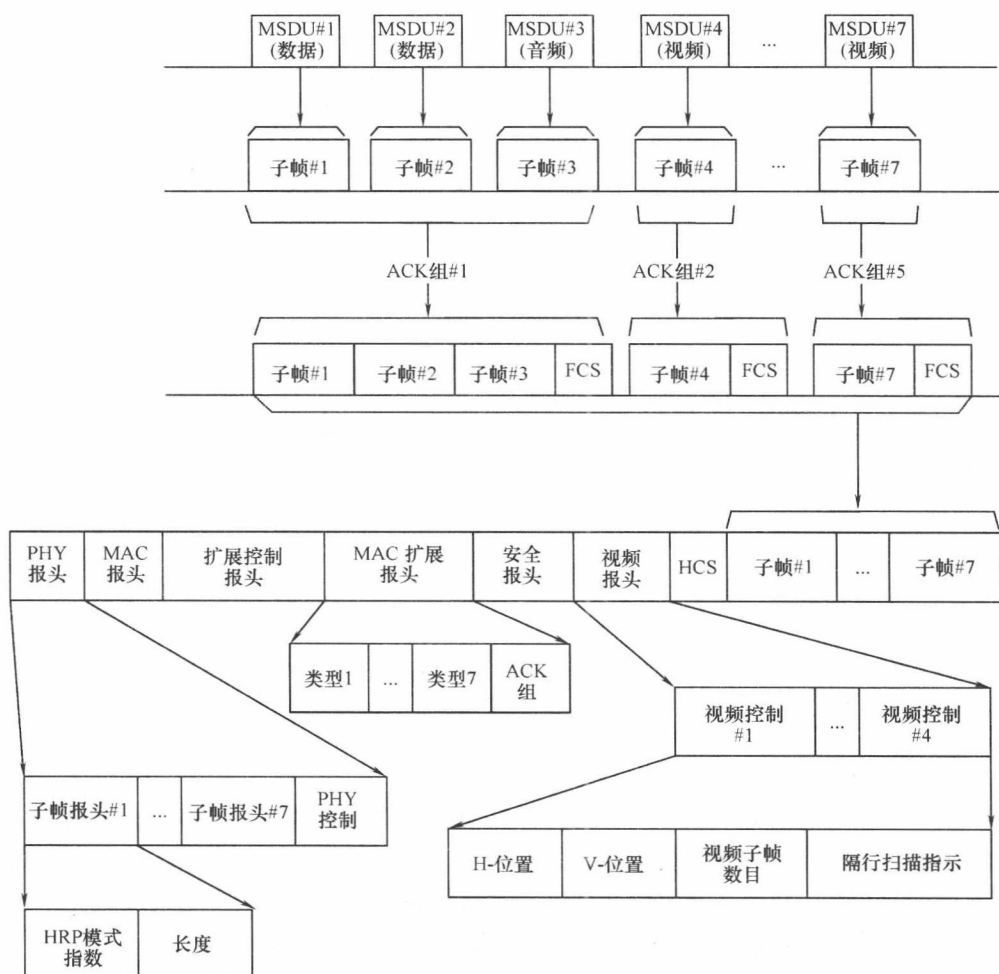 MSDU#1
(数据)
MSDU#2
(数据)
MSDU#3
(音频)
MSDU#4
(视频)
...
MSDU#7
(视频)
子帧#1
子帧#2
子帧#3
子帧#4
...
子帧#7
ACK组#1
ACK组#2
ACK组#5
子帧#1
子帧#2
子帧#3
FCS
子帧#4
FCS
子帧#7
FCS
PHY
报头
MAC
报头
扩展控制
报头
MAC 扩展
报头
安全
报头
视频
报头
HCS
子帧#1
...
子帧#7
类型1
...
类型7
ACK
组
视频控制
#1
...
视频控制
#4
子帧报头#1
...
子帧报头#7
PHY
控制
H-位置
V-位置
视频子帧
数目
隔行扫描指示
HRP模式
指数
长度